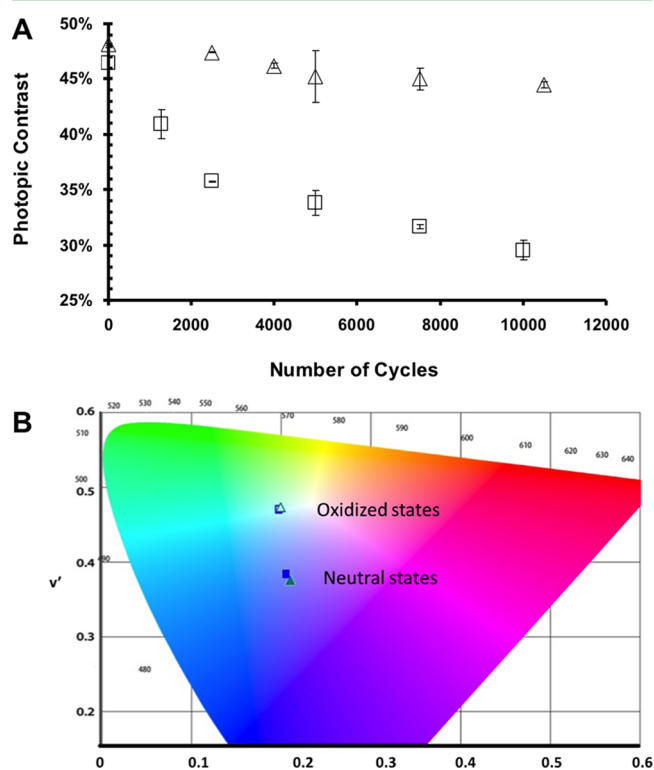 A
50%
45%
40%
35%
30%
25%
Photopic Contrast
0 2000 4000 6000 8000 10000 12000
Number of Cycles
B
0.6
520 530 540 550 560 570 580 590 600 610 620 630 640
510
500
0.5
Oxidized states
490
0.4
v’
Neutral states
0.3
480
0.2
0 0.1 0.2 0.3 0.4 0.5 0.6